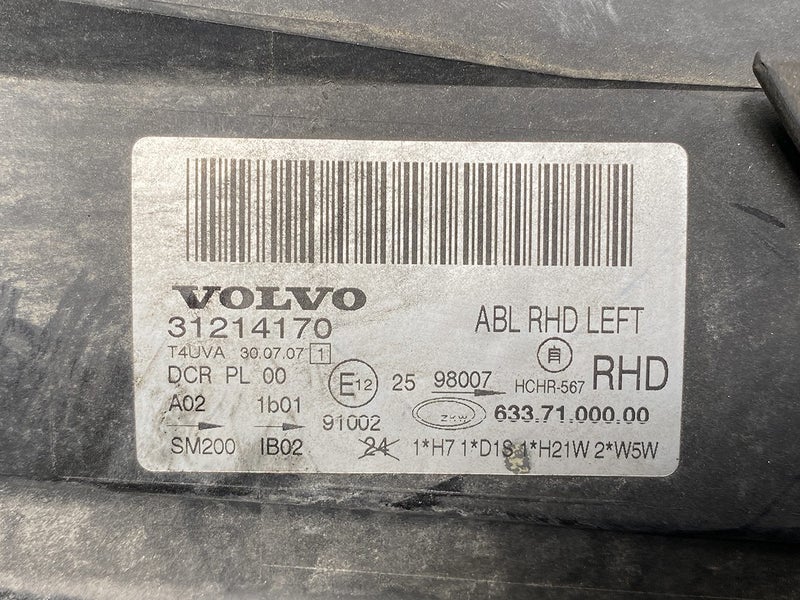 VOLVO
31214170
ABL RHD LEFT
T4UVA 30.07.07 1
自
DCR PL 00
E12 25 98007
HCHR-567 RHD
A02 1b01
91002
ZKW 633.71.000.00
SM200 IB02
24 1*H7 1*D1S 1*H21W 2*W5W